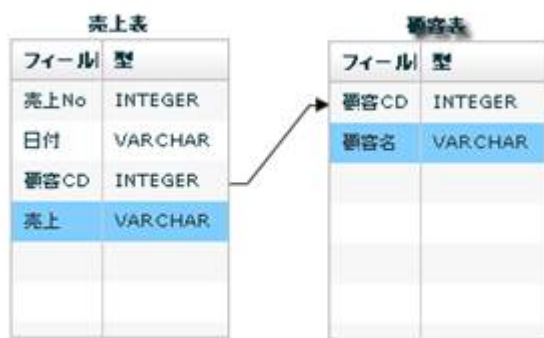 売上表
フィール 型
売上No INTEGER
日付 VARCHAR
顧客CD INTEGER
売上 VARCHAR
顧客表
フィール 型
顧客CD INTEGER
顧客名 VARCHAR